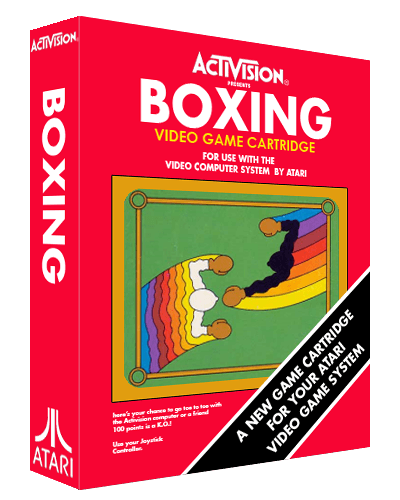 ACTIVISION®
PRESENTS
BOXING
VIDEO GAME CARTRIDGE
FOR USE WITH THE
VIDEO COMPUTER SYSTEM BY ATARI
here's your chance to go toe to toe with
the Activision computer or a friend
100 points is a K.O.!
Use your Joystick
Controller.
A NEW GAME CARTRIDGE
FOR YOUR ATARI
VIDEO GAME SYSTEM
ACTIVISION
BOXING
ATARI